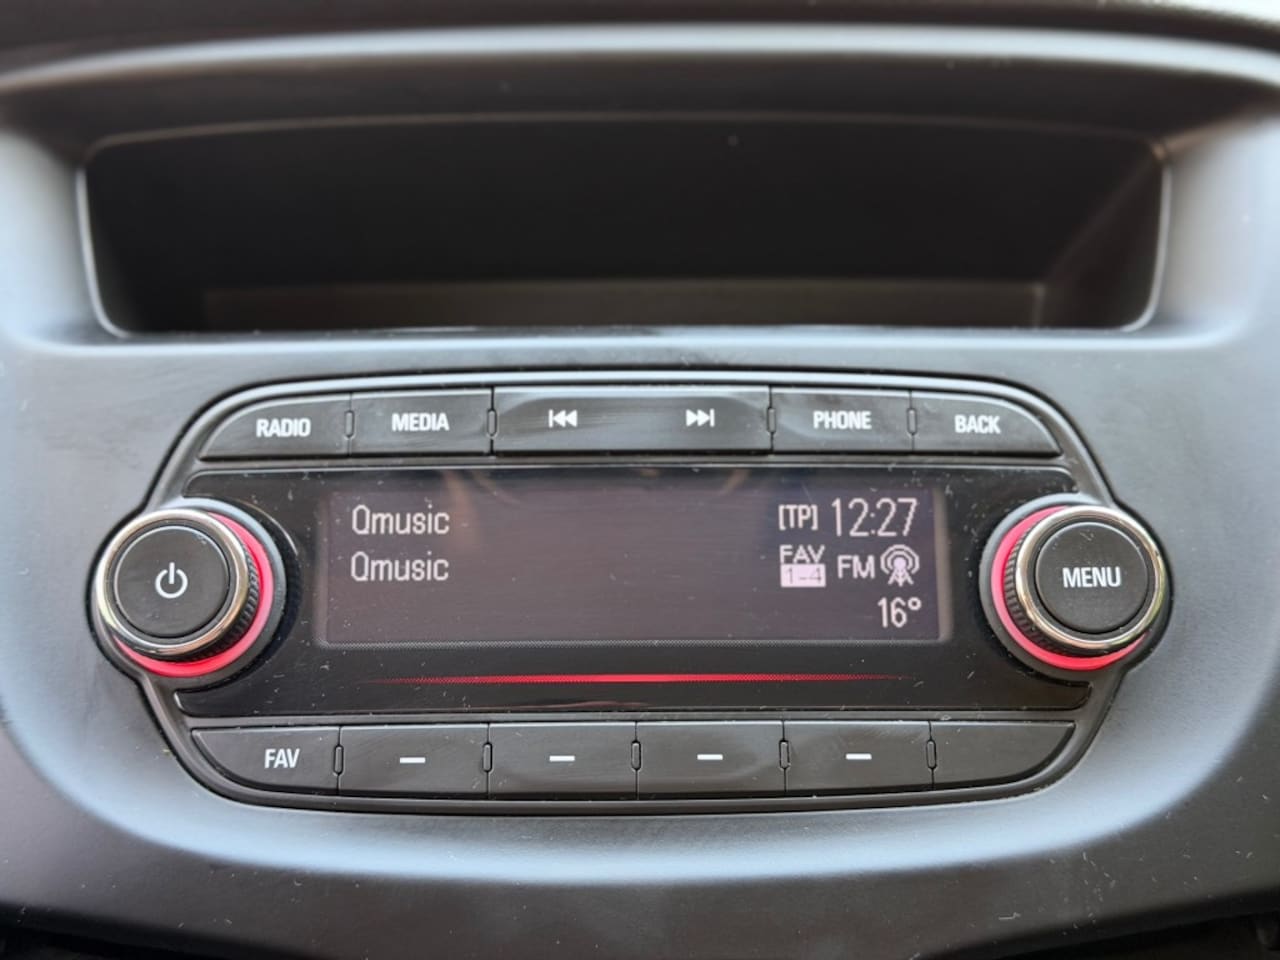 RADIO MEDIA PHONE BACK
Qmusic [TP] 12:27
Qmusic FAV 1-4 FM
16°
MENU
FAV